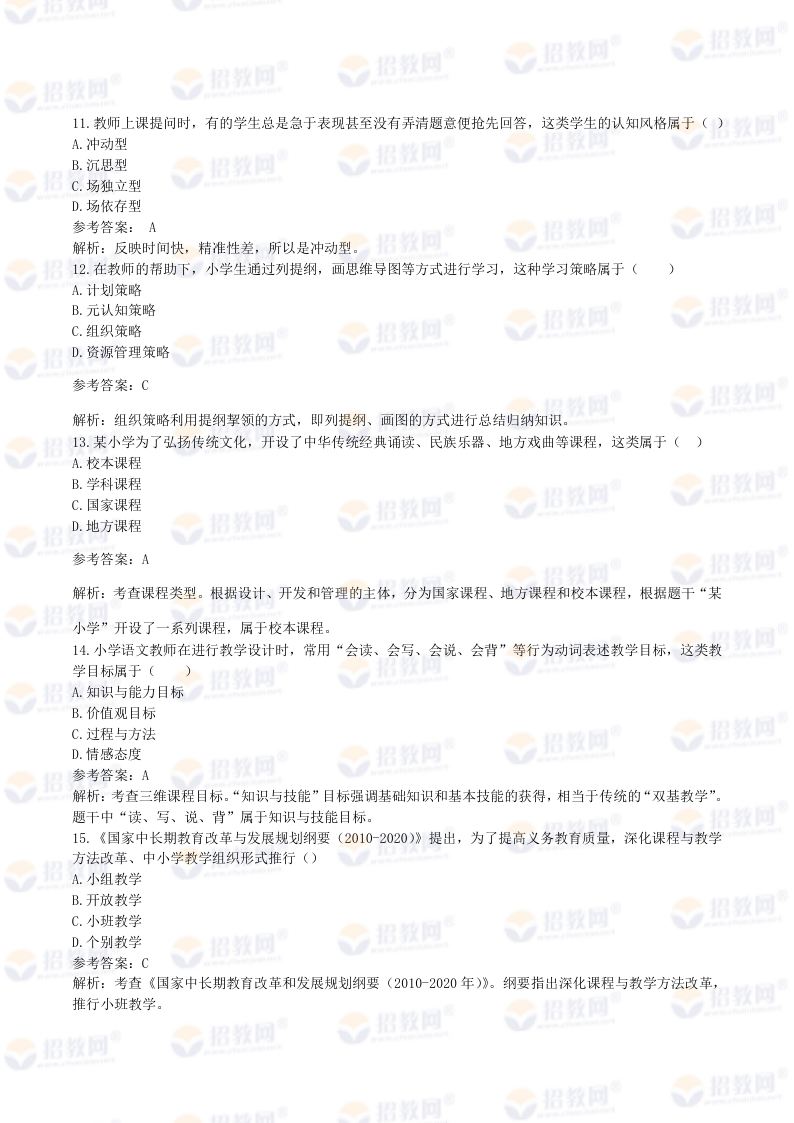 11.教师上课提问时，有的学生总是急于表现甚至没有弄清题意便抢先回答，这类学生的认知风格属于（ ）
A.冲动型
B.沉思型
C.场独立型
D.场依存型
参考答案： A
解析：反映时间快，精准性差，所以是冲动型。
12.在教师的帮助下，小学生通过列提纲，画思维导图等方式进行学习，这种学习策略属于（ ）
A.计划策略
B.元认知策略
C.组织策略
D.资源管理策略
参考答案：C
解析：组织策略利用提纲挈领的方式，即列提纲、画图的方式进行总结归纳知识。
13.某小学为了弘扬传统文化，开设了中华传统经典诵读、民族乐器、地方戏曲等课程，这类属于（ ）
A.校本课程
B.学科课程
C.国家课程
D.地方课程
参考答案：A
解析：考查课程类型。根据设计、开发和管理的主体，分为国家课程、地方课程和校本课程，根据题干“某
小学”开设了一系列课程，属于校本课程。
14.小学语文教师在进行教学设计时，常用“会读、会写、会说、会背”等行为动词表述教学目标，这类教
学目标属于（ ）
A.知识与能力目标
B.价值观目标
C.过程与方法
D.情感态度
参考答案：A
解析：考查三维课程目标。“知识与技能”目标强调基础知识和基本技能的获得，相当于传统的“双基教学”。
题干中“读、写、说、背”属于知识与技能目标。
15.《国家中长期教育改革与发展规划纲要（2010-2020）》提出，为了提高义务教育质量，深化课程与教学
方法改革、中小学教学组织形式推行（）
A.小组教学
B.开放教学
C.小班教学
D.个别教学
参考答案：C
解析：考查《国家中长期教育改革和发展规划纲要（2010-2020 年）》。纲要指出深化课程与教学方法改革，
推行小班教学。